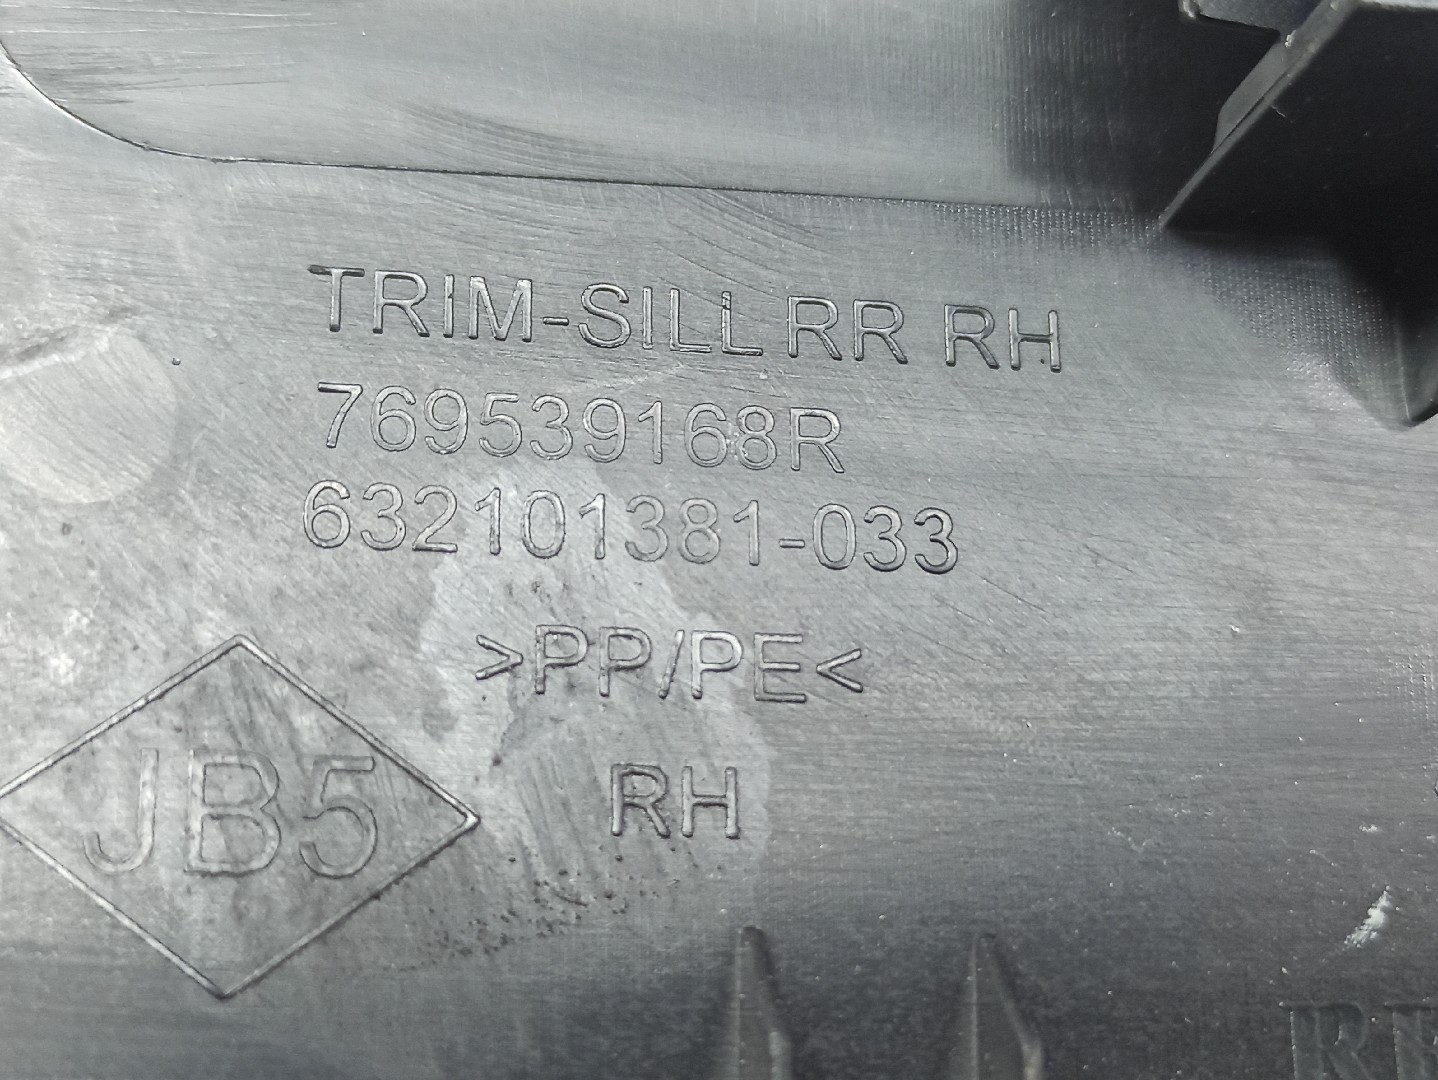 TRIM-SILL RR RH
769539168R
632101381-033
>PP/PE<
RH
JB5